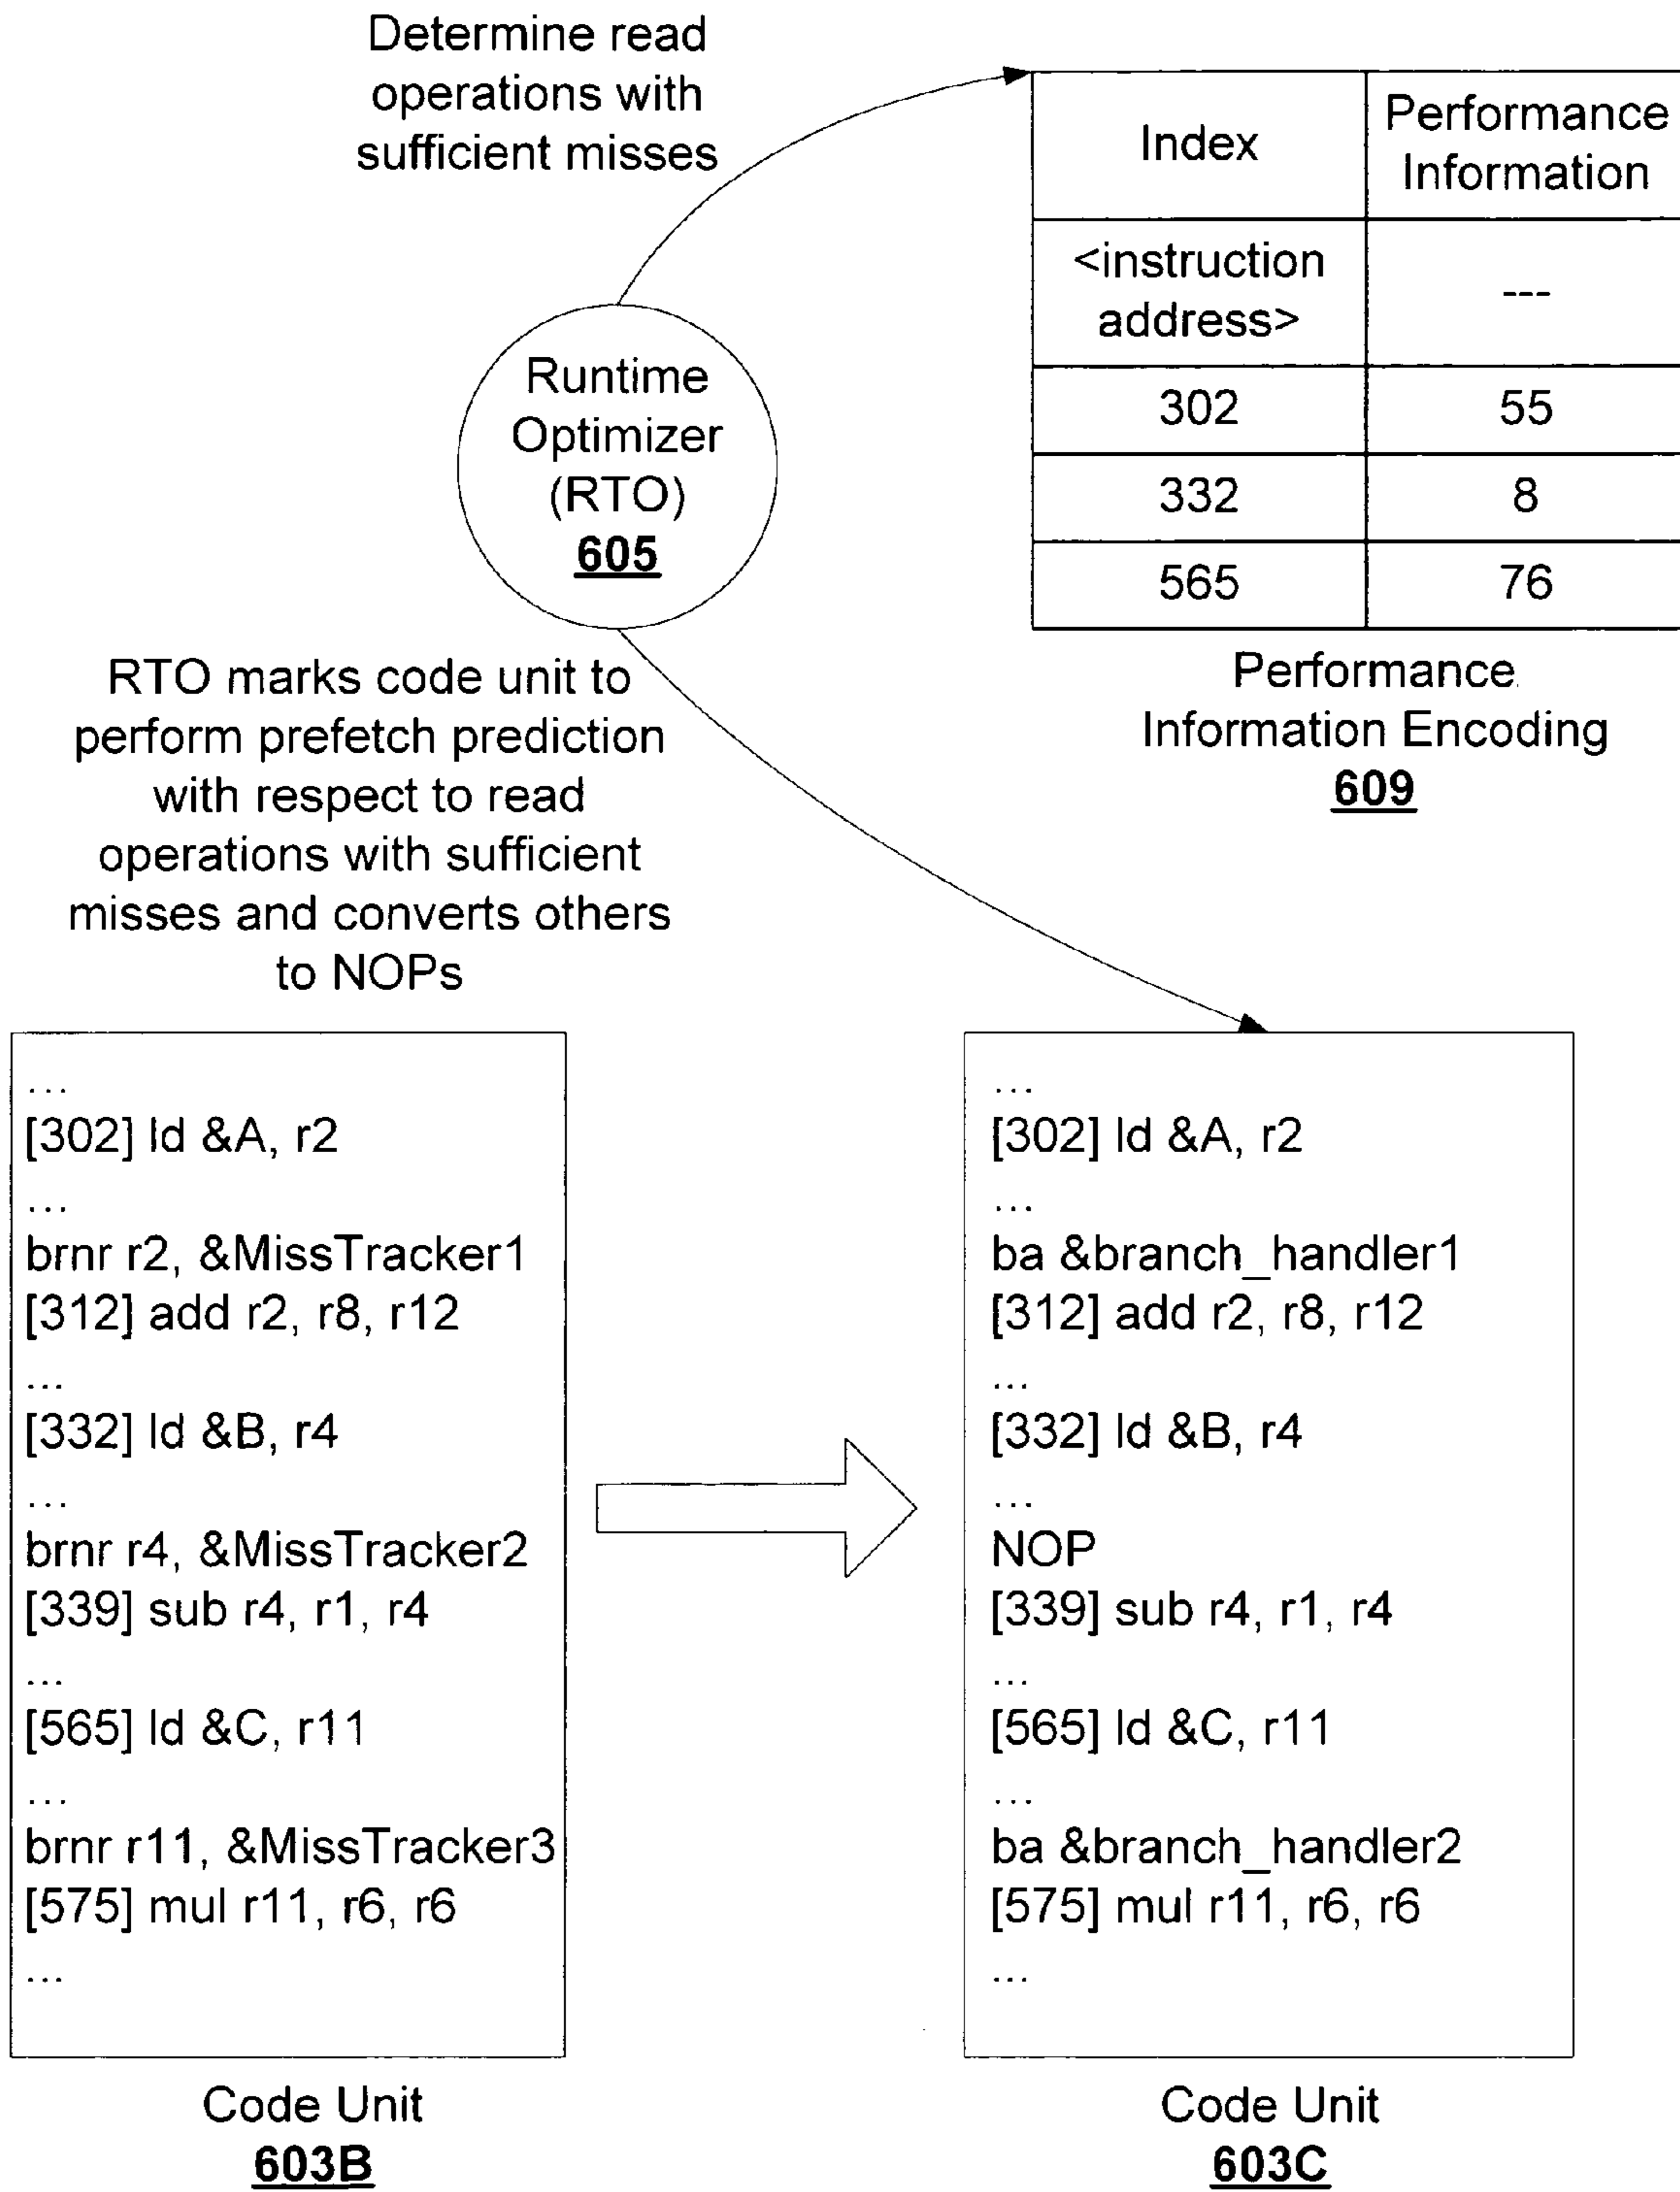 Determine read
operations with
sufficient misses
Index
Performance
Information
<instruction
address>
---
302
55
332
8
565
76
Performance
Information Encoding
609
Runtime
Optimizer
(RTO)
605
RTO marks code unit to
perform prefetch prediction
with respect to read
operations with sufficient
misses and converts others
to NOPs
...
[302] ld &A, r2
...
brnr r2, &MissTracker1
[312] add r2, r8, r12
...
[332] ld &B, r4
...
brnr r4, &MissTracker2
[339] sub r4, r1, r4
...
[565] ld &C, r11
...
brnr r11, &MissTracker3
[575] mul r11, r6, r6
...
Code Unit
603B
...
[302] ld &A, r2
...
ba &branch_handler1
[312] add r2, r8, r12
...
[332] ld &B, r4
...
NOP
[339] sub r4, r1, r4
...
[565] ld &C, r11
...
ba &branch_handler2
[575] mul r11, r6, r6
...
Code Unit
603C